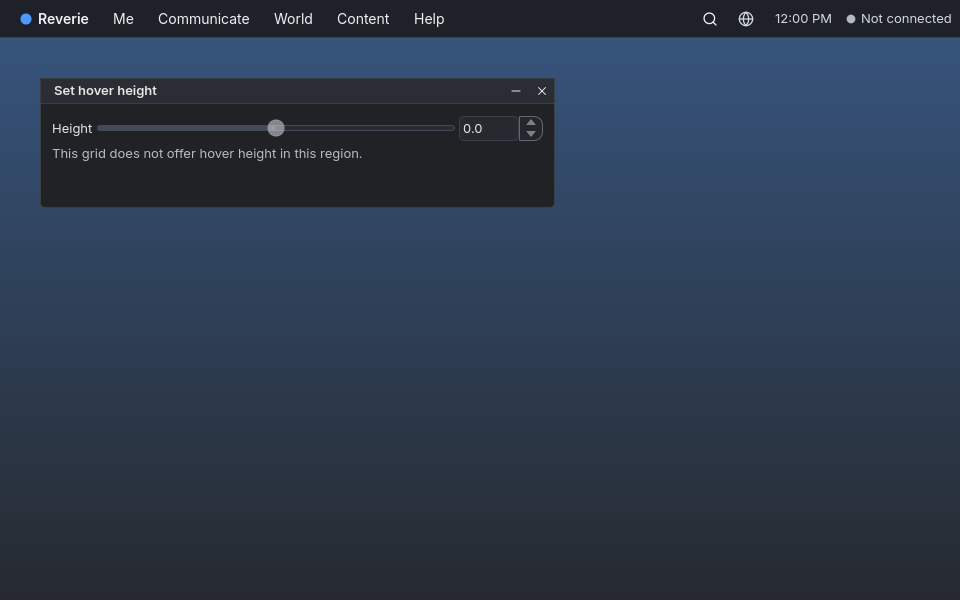 Reverie Me Communicate World Content Help 12:00 PM Not connected
Set hover height
Height 0.0
This grid does not offer hover height in this region.